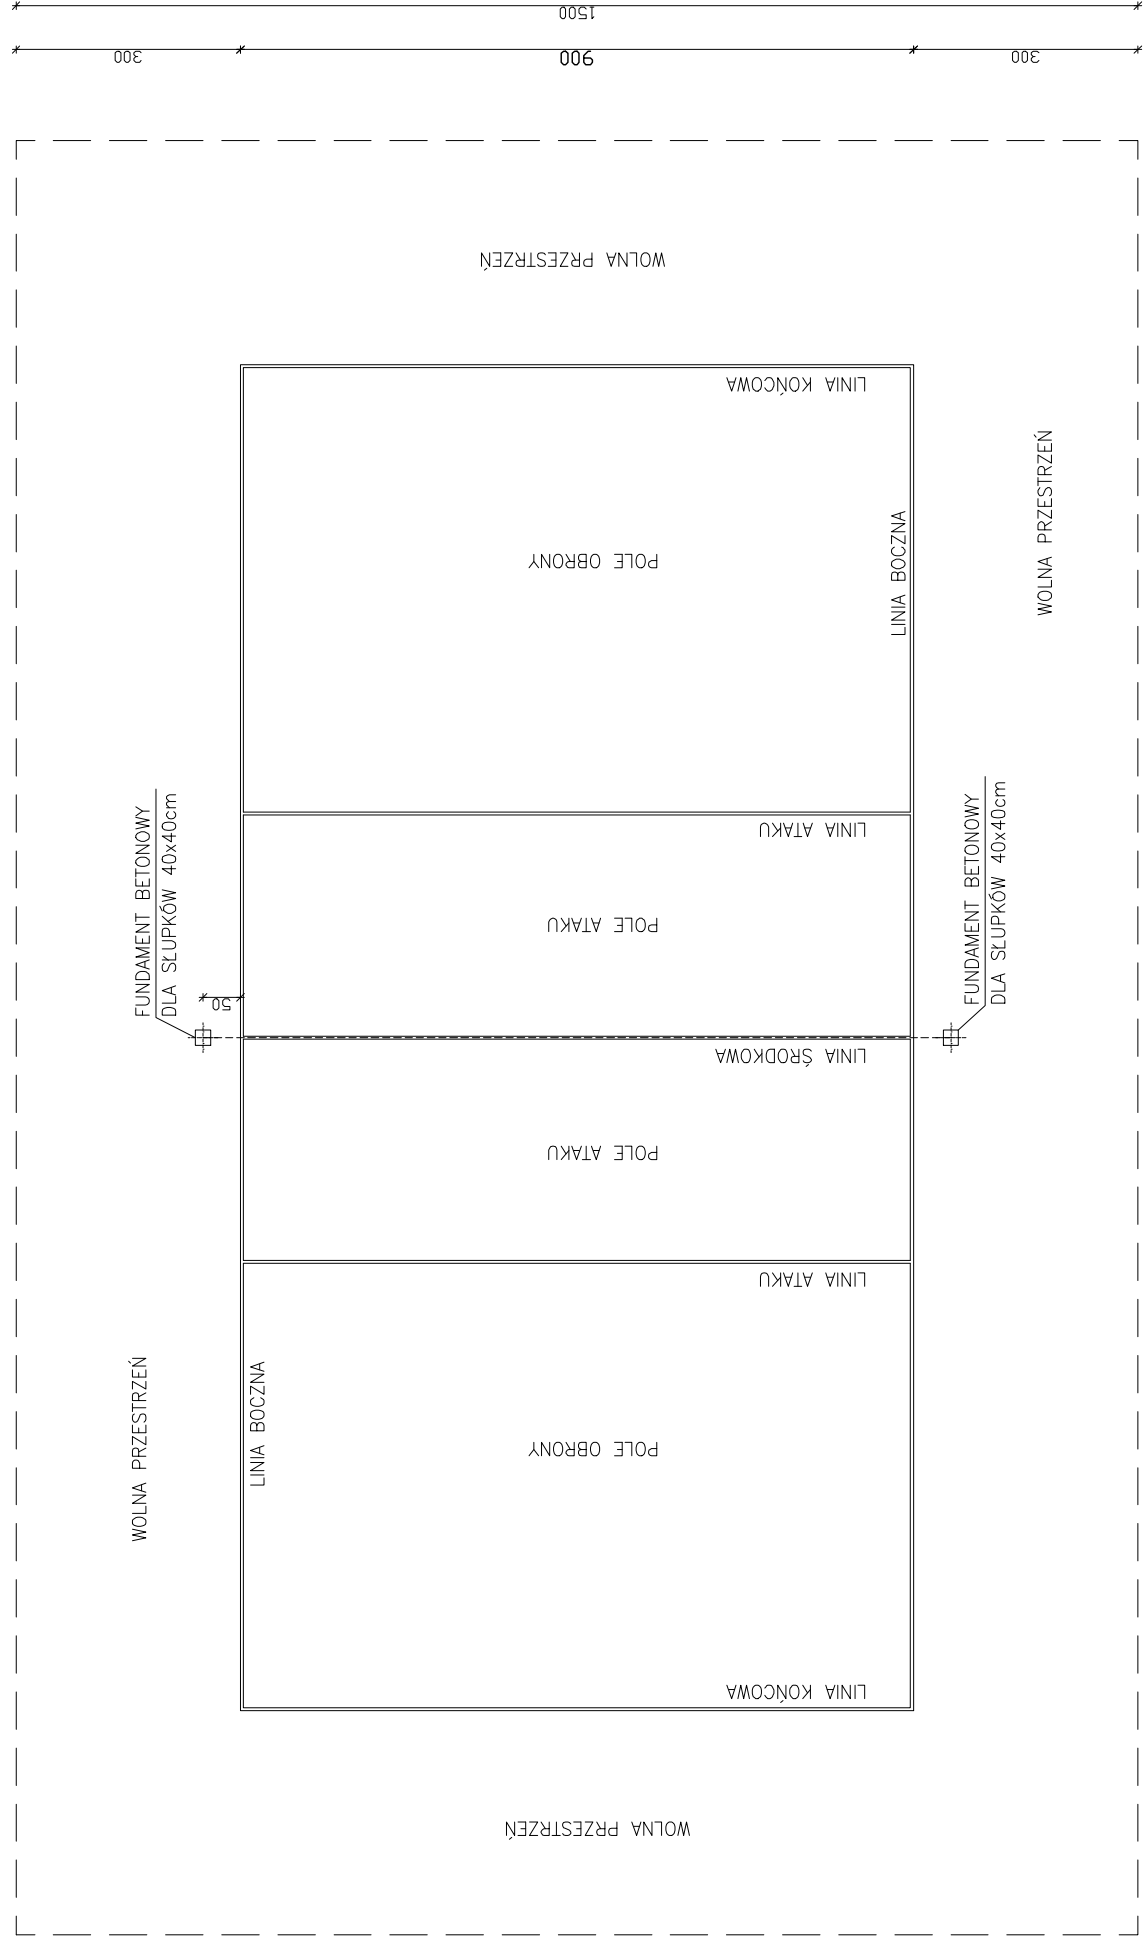 1500
300
900
300
WOLNA PRZESTRZEŃ
LINIA KOŃCOWA
WOLNA PRZESTRZEŃ
POLE OBRONY
LINIA BOCZNA
LINIA ATAKU
FUNDAMENT BETONOWY
DLA SŁUPKÓW 40x40cm
FUNDAMENT BETONOWY
DLA SŁUPKÓW 40x40cm
POLE ATAKU
50
LINIA ŚRODKOWA
POLE ATAKU
LINIA ATAKU
WOLNA PRZESTRZEŃ
LINIA BOCZNA
POLE OBRONY
LINIA KOŃCOWA
WOLNA PRZESTRZEŃ